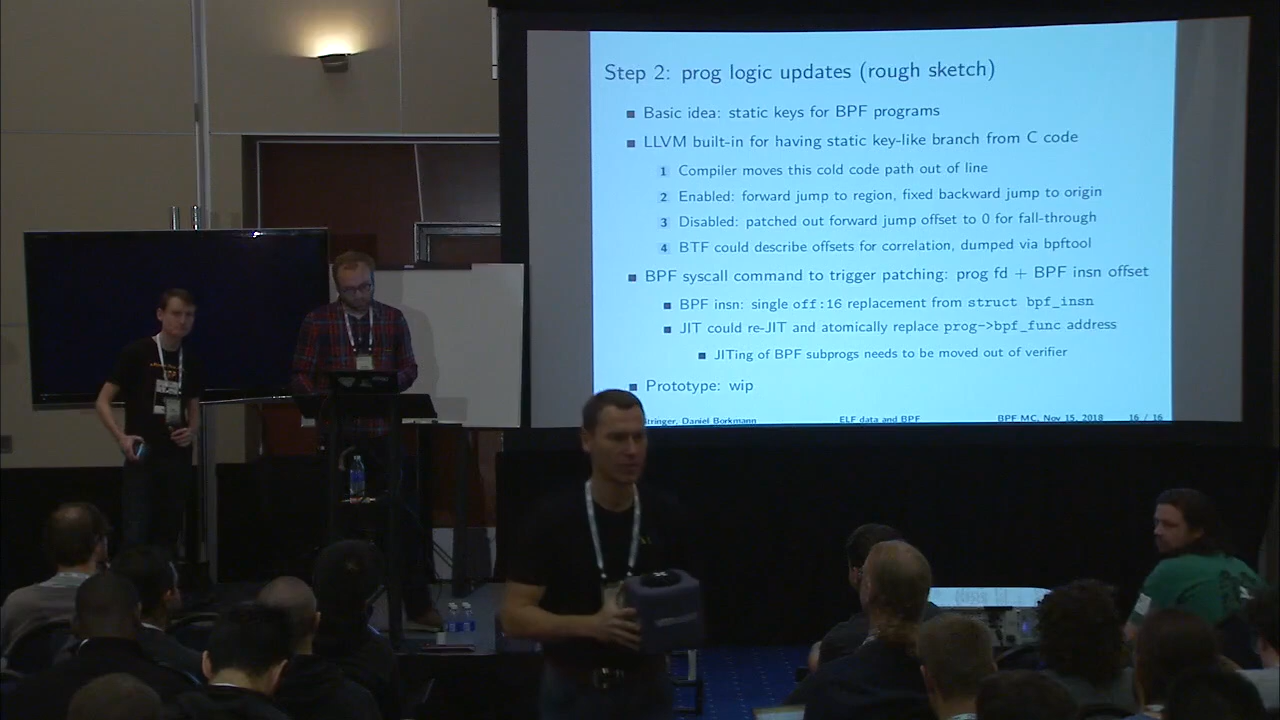 Step 2: prog logic updates (rough sketch)
Basic idea: static keys for BPF programs
LLVM built-in for having static key-like branch from C code
1 Compiler moves this cold code path out of line
2 Enabled: forward jump to region, fixed backward jump to origin
3 Disabled: patched out forward jump offset to 0 for fall-through
4 BTF could describe offsets for correlation, dumped via bpftool
BPF syscall command to trigger patching: prog fd + BPF insn offset
BPF insn: single off:16 replacement from struct bpf_insn
JIT could re-JIT and atomically replace prog->bpf_func address
JITing of BPF subprogs needs to be moved out of verifier
Prototype: wip
Daniel Borkmann ELF data and BPF BPF MC, Nov 15, 2018 16 / 16